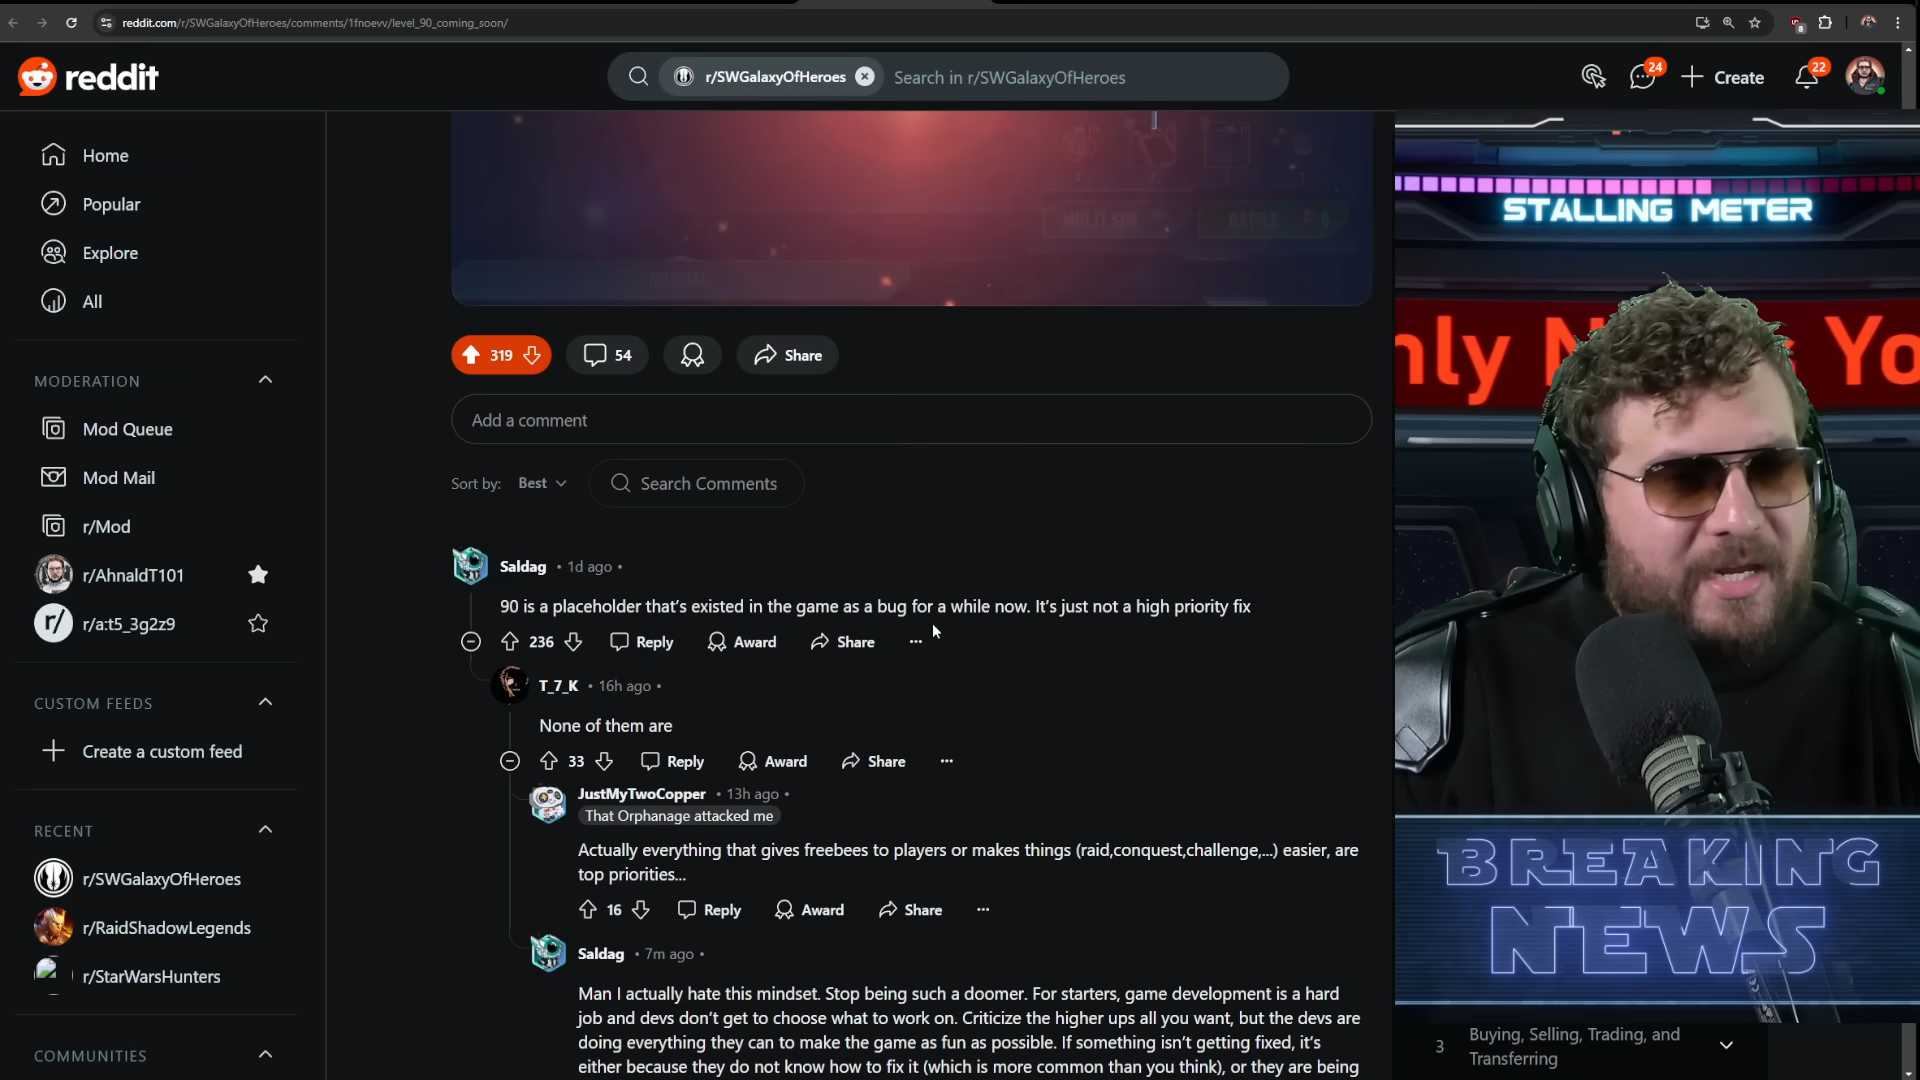 reddit.com/r/SWGalaxyOfHeroes/comments/1fnoevv/level_90_coming_soon/
8
reddit
r/SWGalaxyOfHeroes
Search in r/SWGalaxyOfHeroes
24
Create
22
Home
Popular
Explore
All
MODERATION
Mod Queue
Mod Mail
r/Mod
r/AhnaldT101
r/ r/a:t5_3g2z9
CUSTOM FEEDS
Create a custom feed
RECENT
r/SWGalaxyOfHeroes
r/RaidShadowLegends
r/StarWarsHunters
COMMUNITIES
MULTI SIM
BATTLE
319
54
Share
Add a comment
Sort by: Best
Search Comments
Saldag • 1d ago •
90 is a placeholder that's existed in the game as a bug for a while now. It's just not a high priority fix
236 Reply Award Share ...
T_7_K • 16h ago •
None of them are
33 Reply Award Share ...
JustMyTwoCopper • 13h ago •
That Orphanage attacked me
Actually everything that gives freebees to players or makes things (raid,conquest,challenge,...) easier, are
top priorities...
16 Reply Award Share ...
Saldag • 7m ago •
Man I actually hate this mindset. Stop being such a doomer. For starters, game development is a hard
job and devs don't get to choose what to work on. Criticize the higher ups all you want, but the devs are
doing everything they can to make the game as fun as possible. If something isn't getting fixed, it's
either because they do not know how to fix it (which is more common than you think), or they are being
STALLING METER
nly N Yo
BREAKING
NEWS
3
Buying, Selling, Trading, and
Transferring